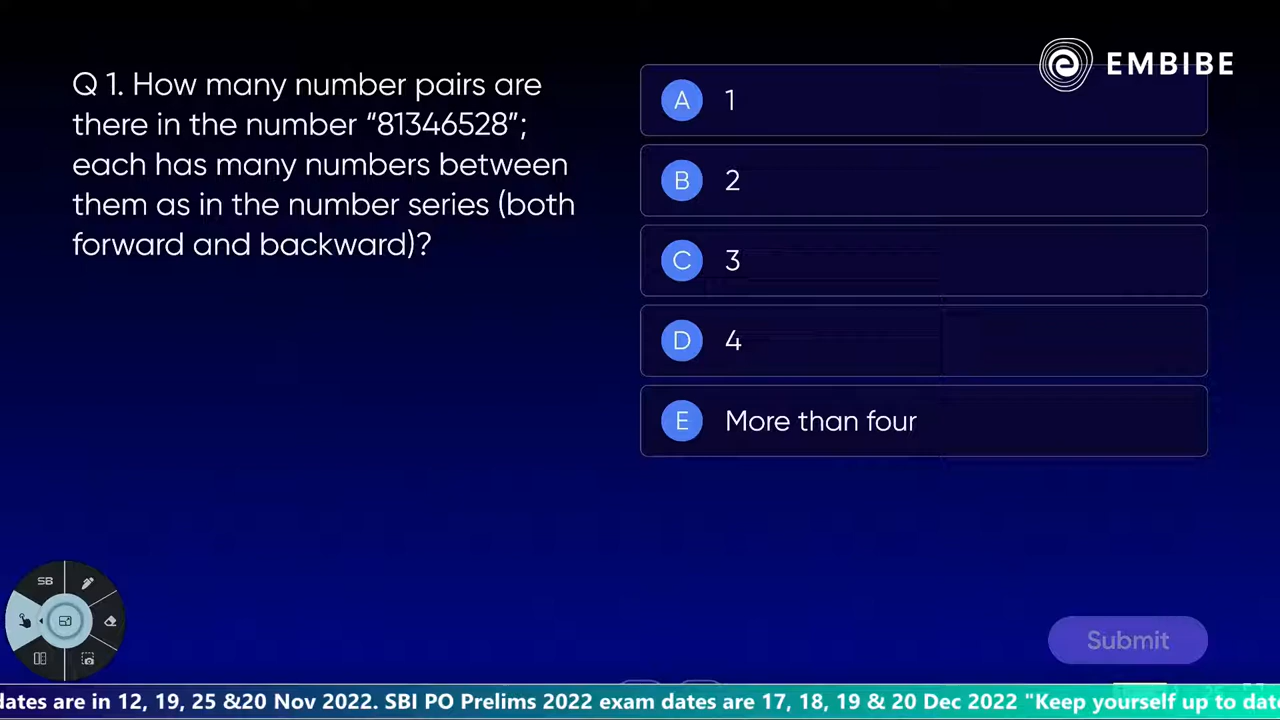 EMBIBE
Q 1. How many number pairs are
there in the number “81346528”;
each has many numbers between
them as in the number series (both
forward and backward)?
A 1
B 2
C 3
D 4
E More than four
SB
Submit
dates are in 12, 19, 25 &20 Nov 2022. SBI PO Prelims 2022 exam dates are 17, 18, 19 & 20 Dec 2022 "Keep yourself up to date